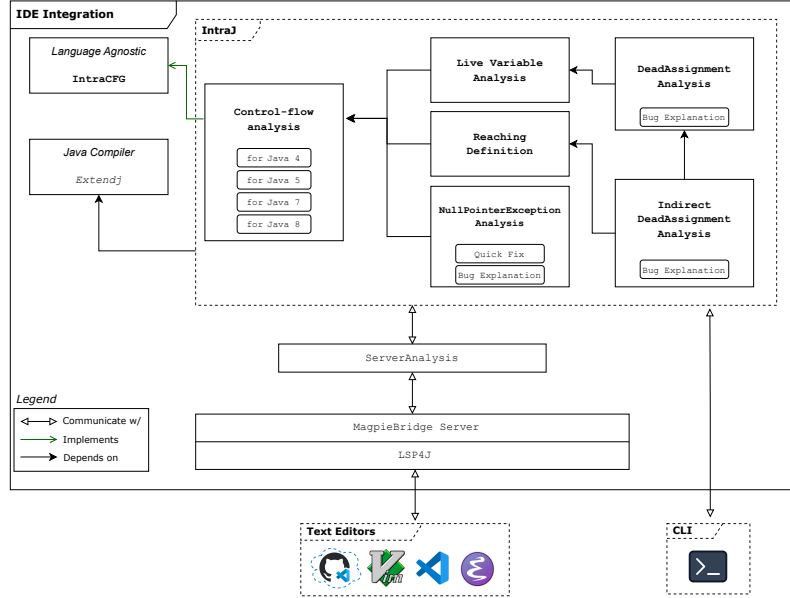 IDE Integration
Language Agnostic
IntraCFG
Java Compiler
Extendj
IntraJ
Control-flow
analysis
for Java 4
for Java 5
for Java 7
for Java 8
Live Variable
Analysis
Reaching
Definition
NullPointerException
Analysis
Quick Fix
Bug Explanation
DeadAssignment
Analysis
Bug Explanation
Indirect
DeadAssignment
Analysis
Bug Explanation
ServerAnalysis
MagpieBridge Server
LSP4J
Legend
Communicate w/
Implements
Depends on
Text Editors
Vim
CLI